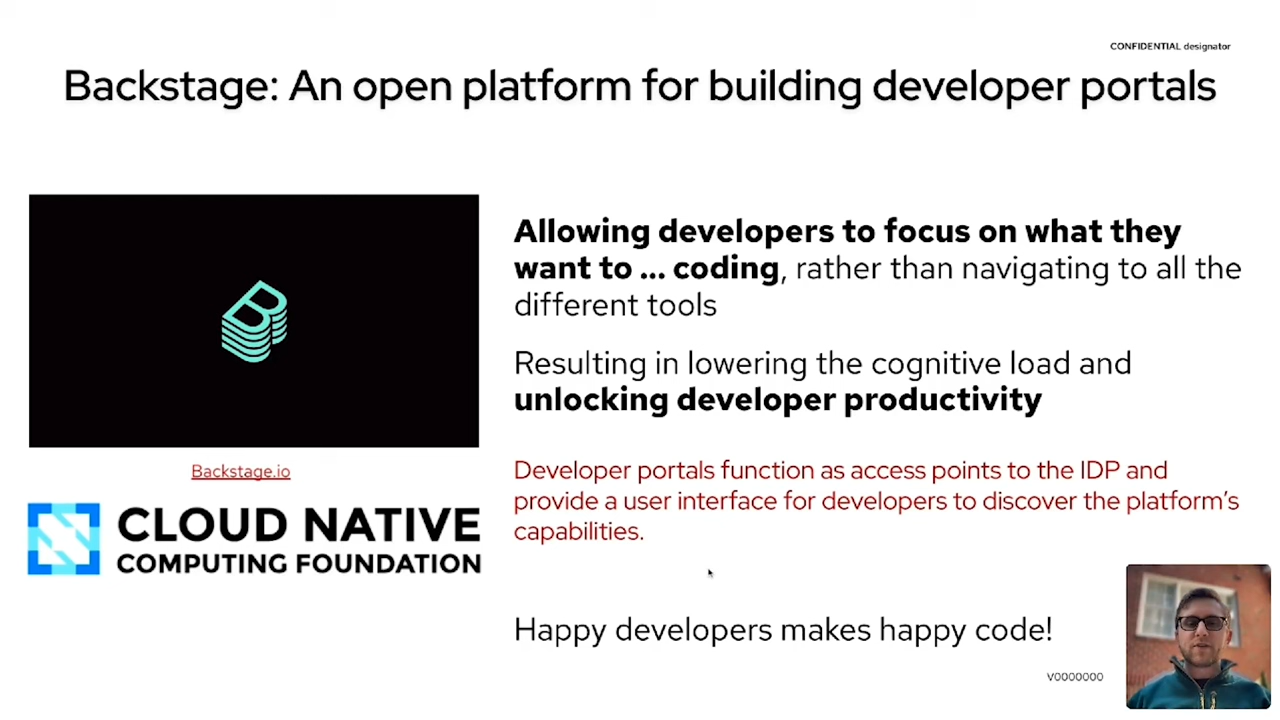 CONFIDENTIAL designator
Backstage: An open platform for building developer portals
Allowing developers to focus on what they
want to ... coding, rather than navigating to all the
different tools
Resulting in lowering the cognitive load and
unlocking developer productivity
Backstage.io
Developer portals function as access points to the IDP and
provide a user interface for developers to discover the platform’s
capabilities.
CLOUD NATIVE
COMPUTING FOUNDATION
Happy developers makes happy code!
V0000000